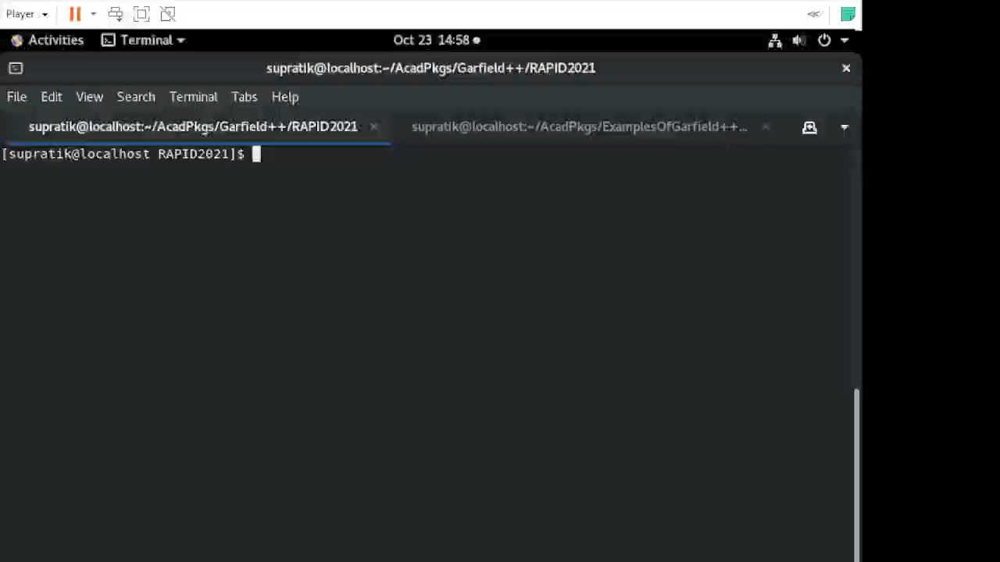 Player
Activities Terminal Oct 23 14:58
supratik@localhost:~/AcadPkgs/Garfield++/RAPID2021
File Edit View Search Terminal Tabs Help
supratik@localhost:~/AcadPkgs/Garfield++/RAPID2021 supratik@localhost:~/AcadPkgs/ExamplesOfGarfield++...
[supratik@localhost RAPID2021]$